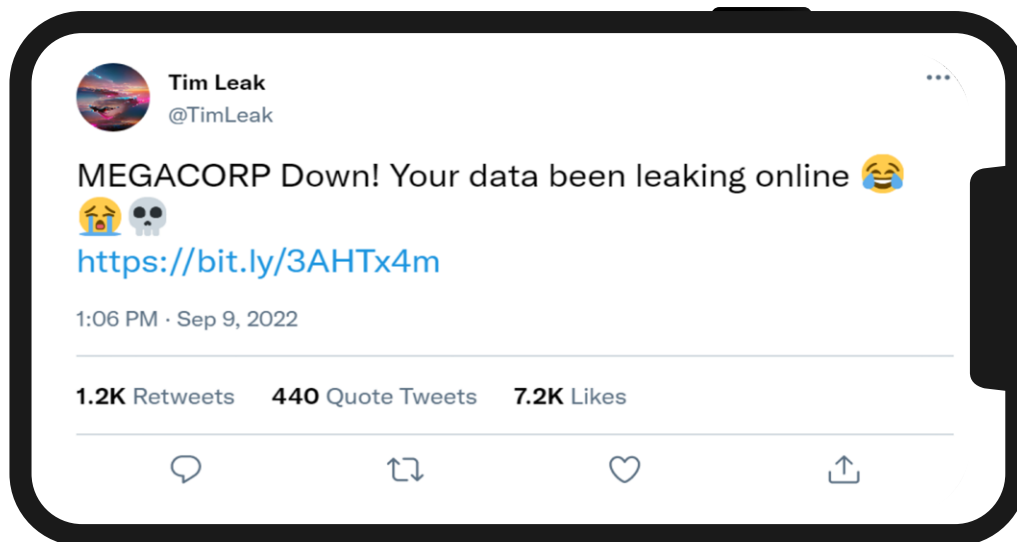 Tim Leak
@TimLeak
MEGACORP Down! Your data been leaking online 😂
😭💀
https://bit.ly/3AHTx4m
1:06 PM · Sep 9, 2022
1.2K Retweets 440 Quote Tweets 7.2K Likes